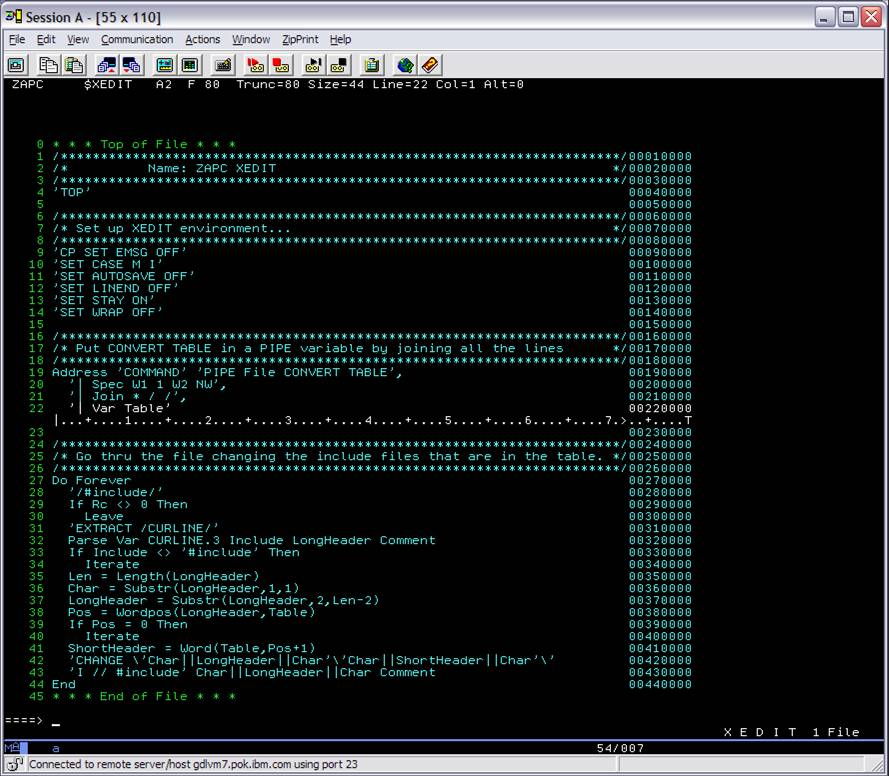 Session A - [55 x 110]
File Edit View Communication Actions Window ZipPrint Help
ZAPC     $XEDIT   A2  F 80  Trunc=80 Size=44 Line=22 Col=1 Alt=0
0 * * * Top of File * * *
1 /**********************************************************************/00010000
2 /*          Name: ZAPC XEDIT                                          */00020000
3 /**********************************************************************/00030000
4 'TOP'                                                                   00040000
5                                                                         00050000
6 /**********************************************************************/00060000
7 /* Set up XEDIT environment...                                        */00070000
8 /**********************************************************************/00080000
9 'CP SET EMSG OFF'                                                       00090000
10 'SET CASE M I'                                                          00100000
11 'SET AUTOSAVE OFF'                                                      00110000
12 'SET LINEND OFF'                                                        00120000
13 'SET STAY ON'                                                           00130000
14 'SET WRAP OFF'                                                          00140000
15                                                                         00150000
16 /**********************************************************************/00160000
17 /* Put CONVERT TABLE in a PIPE variable by joining all the lines      */00170000
18 /**********************************************************************/00180000
19 Address 'COMMAND' 'PIPE File CONVERT TABLE',                            00190000
20   '| Spec W1 1 W2 NW',                                                  00200000
21   '| Join * / /',                                                       00210000
22   '| Var Table'                                                         00220000
|...+....1....+....2....+....3....+....4....+....5....+....6....+....7.>..+....T
23                                                                         00230000
24 /**********************************************************************/00240000
25 /* Go thru the file changing the include files that are in the table. */00250000
26 /**********************************************************************/00260000
27 Do Forever                                                              00270000
28   '/#include/'                                                          00280000
29   If Rc <> 0 Then                                                       00290000
30     Leave                                                               00300000
31   'EXTRACT /CURLINE/'                                                   00310000
32   Parse Var CURLINE.3 Include LongHeader Comment                        00320000
33   If Include <> '#include' Then                                         00330000
34     Iterate                                                             00340000
35   Len = Length(LongHeader)                                              00350000
36   Char = Substr(LongHeader,1,1)                                         00360000
37   LongHeader = Substr(LongHeader,2,Len-2)                               00370000
38   Pos = Wordpos(LongHeader,Table)                                       00380000
39   If Pos = 0 Then                                                       00390000
40     Iterate                                                             00400000
41   ShortHeader = Word(Table,Pos+1)                                       00410000
42   'CHANGE \'Char||LongHeader||Char'\'Char||ShortHeader||Char'\'         00420000
43   'I // #include' Char||LongHeader||Char Comment                        00430000
44 End                                                                     00440000
45 * * * End of File * * *
====> _
X E D I T  1 File
MA a 54/007
Connected to remote server/host gdlvm7.pok.ibm.com using port 23